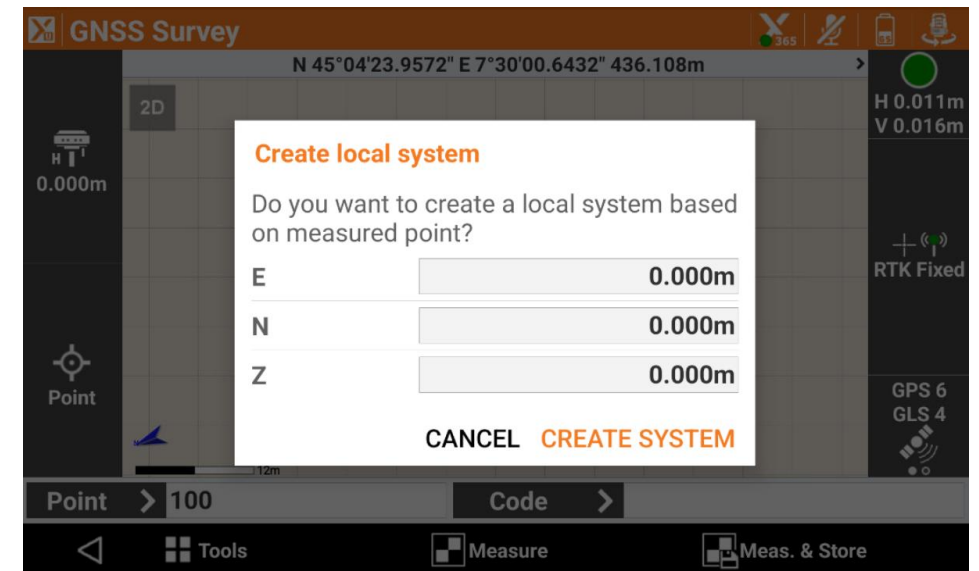 GNSS Survey
365
N 45°04'23.9572" E 7°30'00.6432" 436.108m
2D
H 0.011m
V 0.016m
H
0.000m
Create local system
Do you want to create a local system based
on measured point?
E 0.000m
N 0.000m
Z 0.000m
CANCEL CREATE SYSTEM
RTK Fixed
Point
GPS 6
GLS 4
12m
Point 100 Code
Tools Measure Meas. & Store